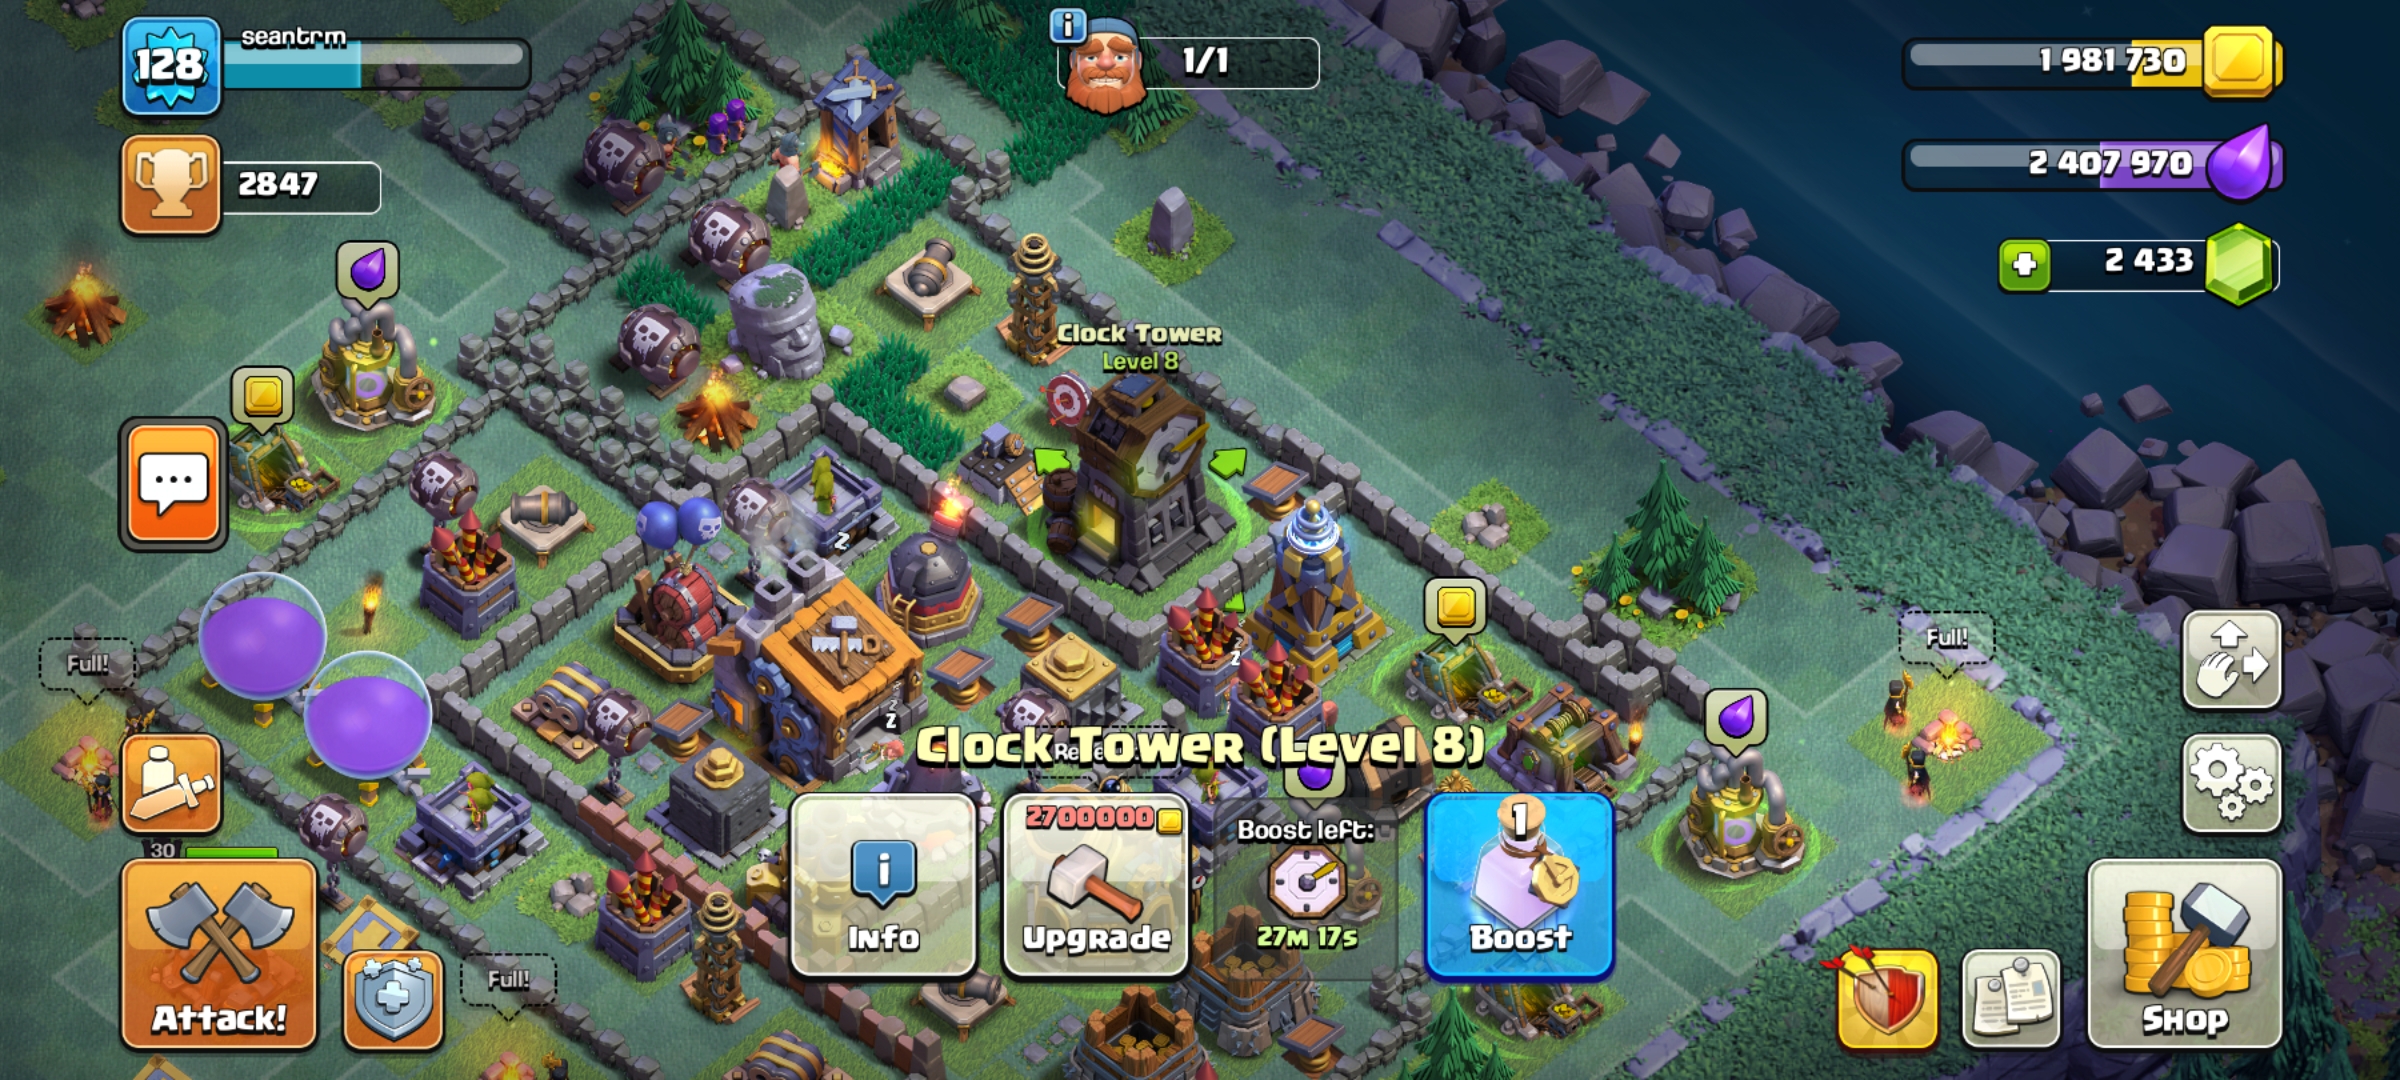 128
seantrm
1/1
1 981 730
2847
2 407 970
2 433
Clock Tower
Level 8
Full!
Full!
Clock Tower (Level 8)
30
2700000
Boost left:
1
Info
Upgrade
27M 17s
Boost
Full!
Attack!
Shop